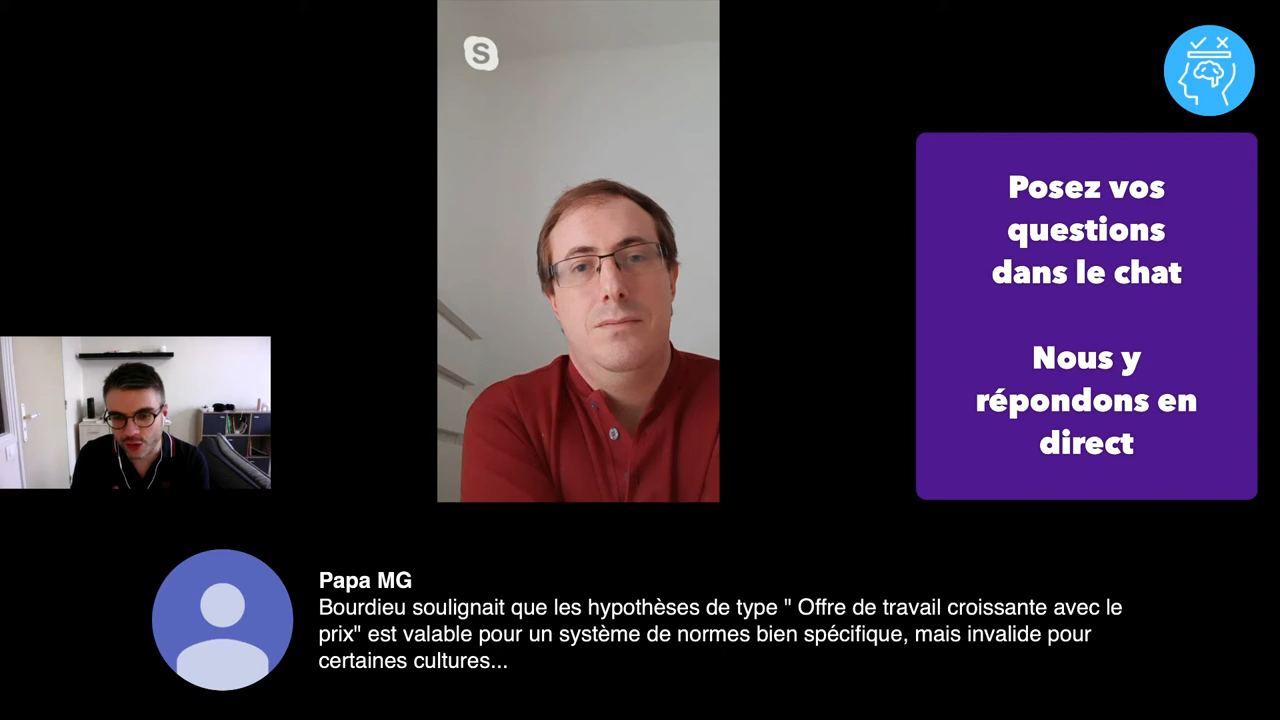 S
Posez vos
questions
dans le chat
Nous y
répondons en
direct
Papa MG
Bourdieu soulignait que les hypothèses de type " Offre de travail croissante avec le
prix" est valable pour un système de normes bien spécifique, mais invalide pour
certaines cultures...